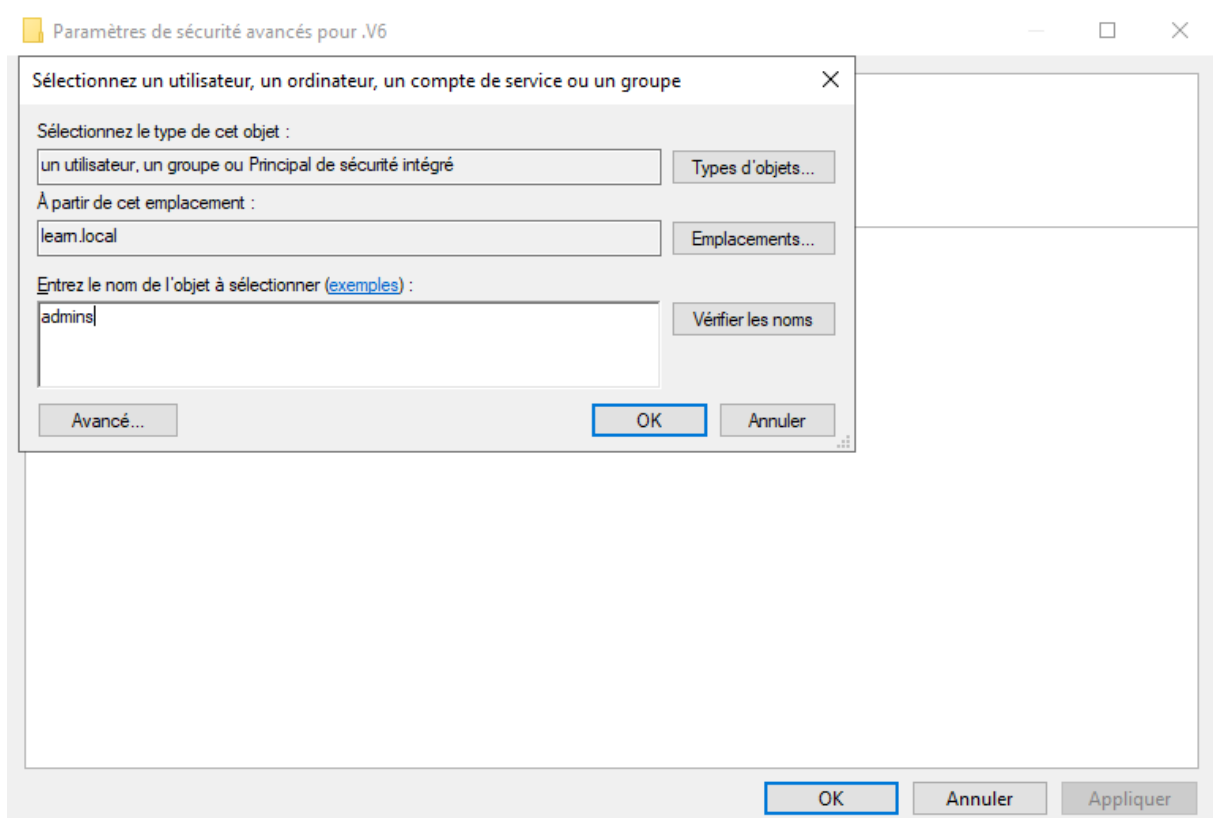 Paramètres de sécurité avancés pour .V6
Sélectionnez un utilisateur, un ordinateur, un compte de service ou un groupe
Sélectionnez le type de cet objet :
un utilisateur, un groupe ou Principal de sécurité intégré
Types d'objets...
À partir de cet emplacement :
learn.local
Emplacements...
Entrez le nom de l'objet à sélectionner (exemples) :
admins
Vérifier les noms
Avancé...
OK
Annuler
OK
Annuler
Appliquer